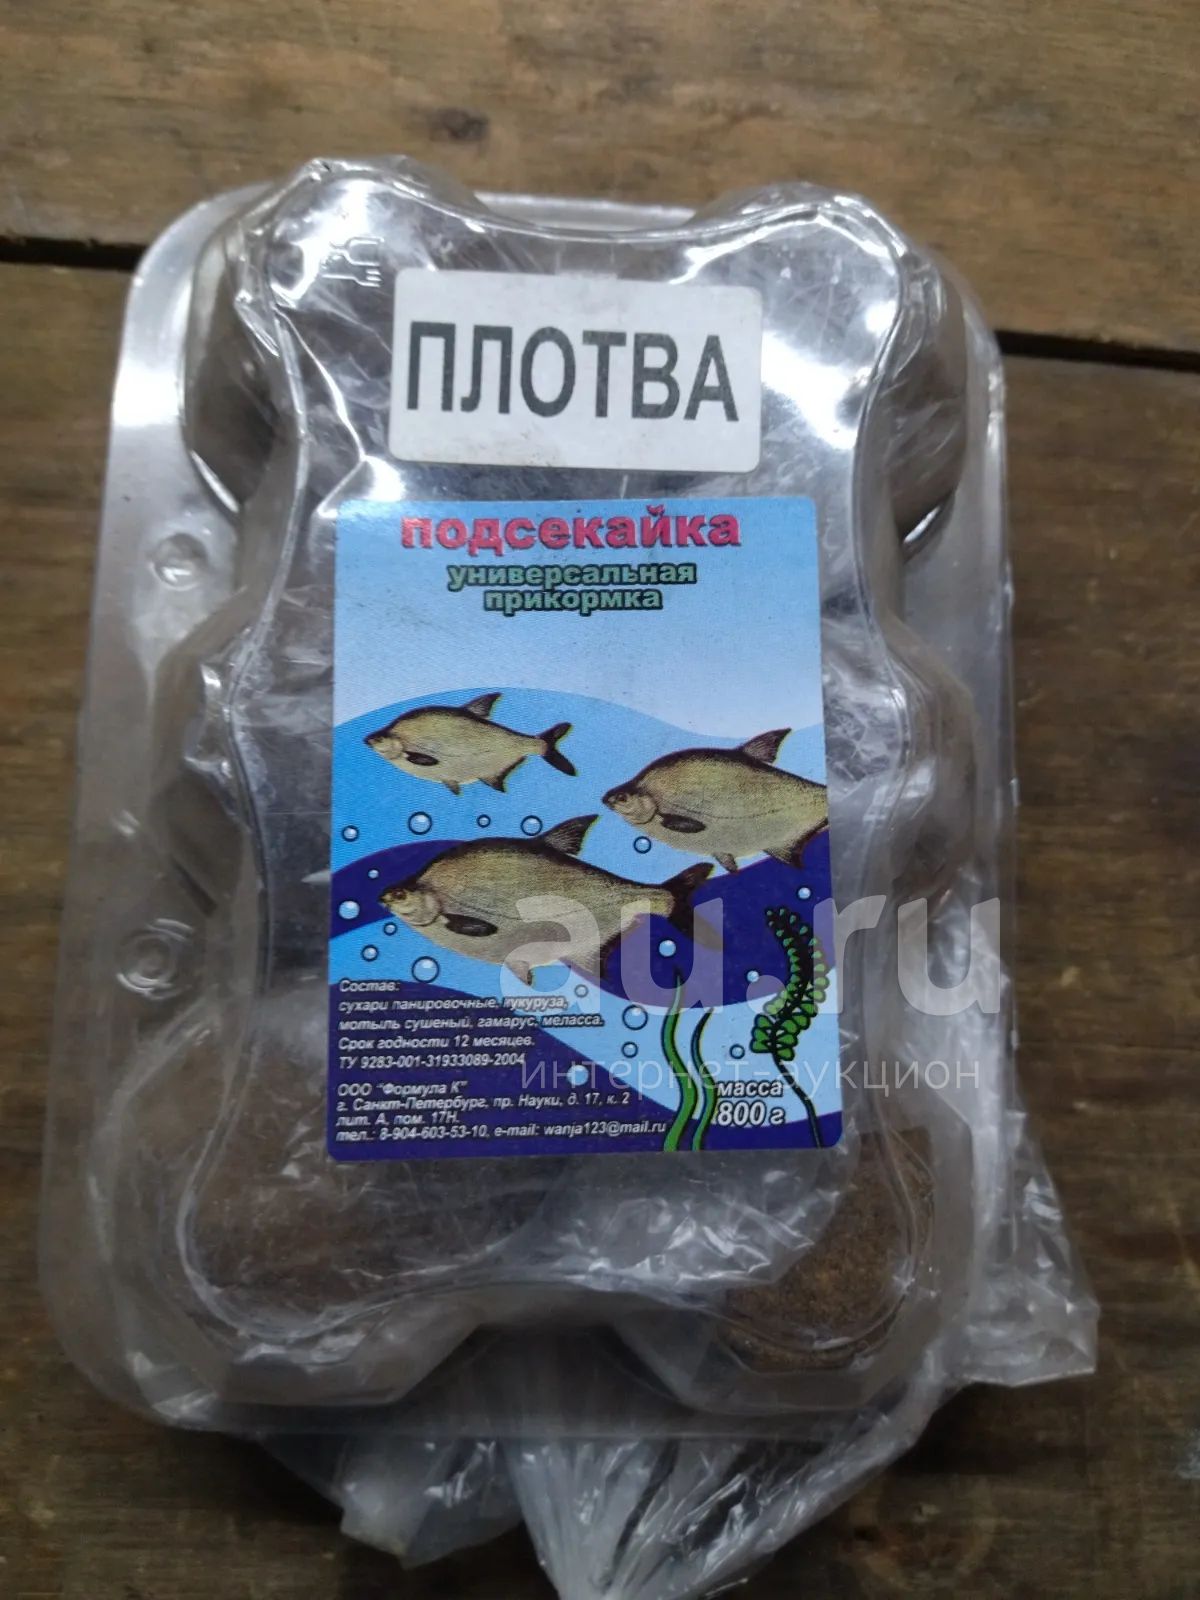 ПЛОТВА
подсекайка
универсальная
прикормка
Состав:
сухари панировочные, кукуруза,
мотыль сушеный, гамарус, меласса.
Срок годности 12 месяцев.
ТУ 9283-001-31933089-2004
ООО "Формула К"
г. Санкт-Петербург, пр. Науки, д. 17, к. 2
лит. А, пом. 17Н.
тел.: 8-904-603-53-10, e-mail: wanja123@mail.ru
масса
800 г
au.ru
интернет-аукцион